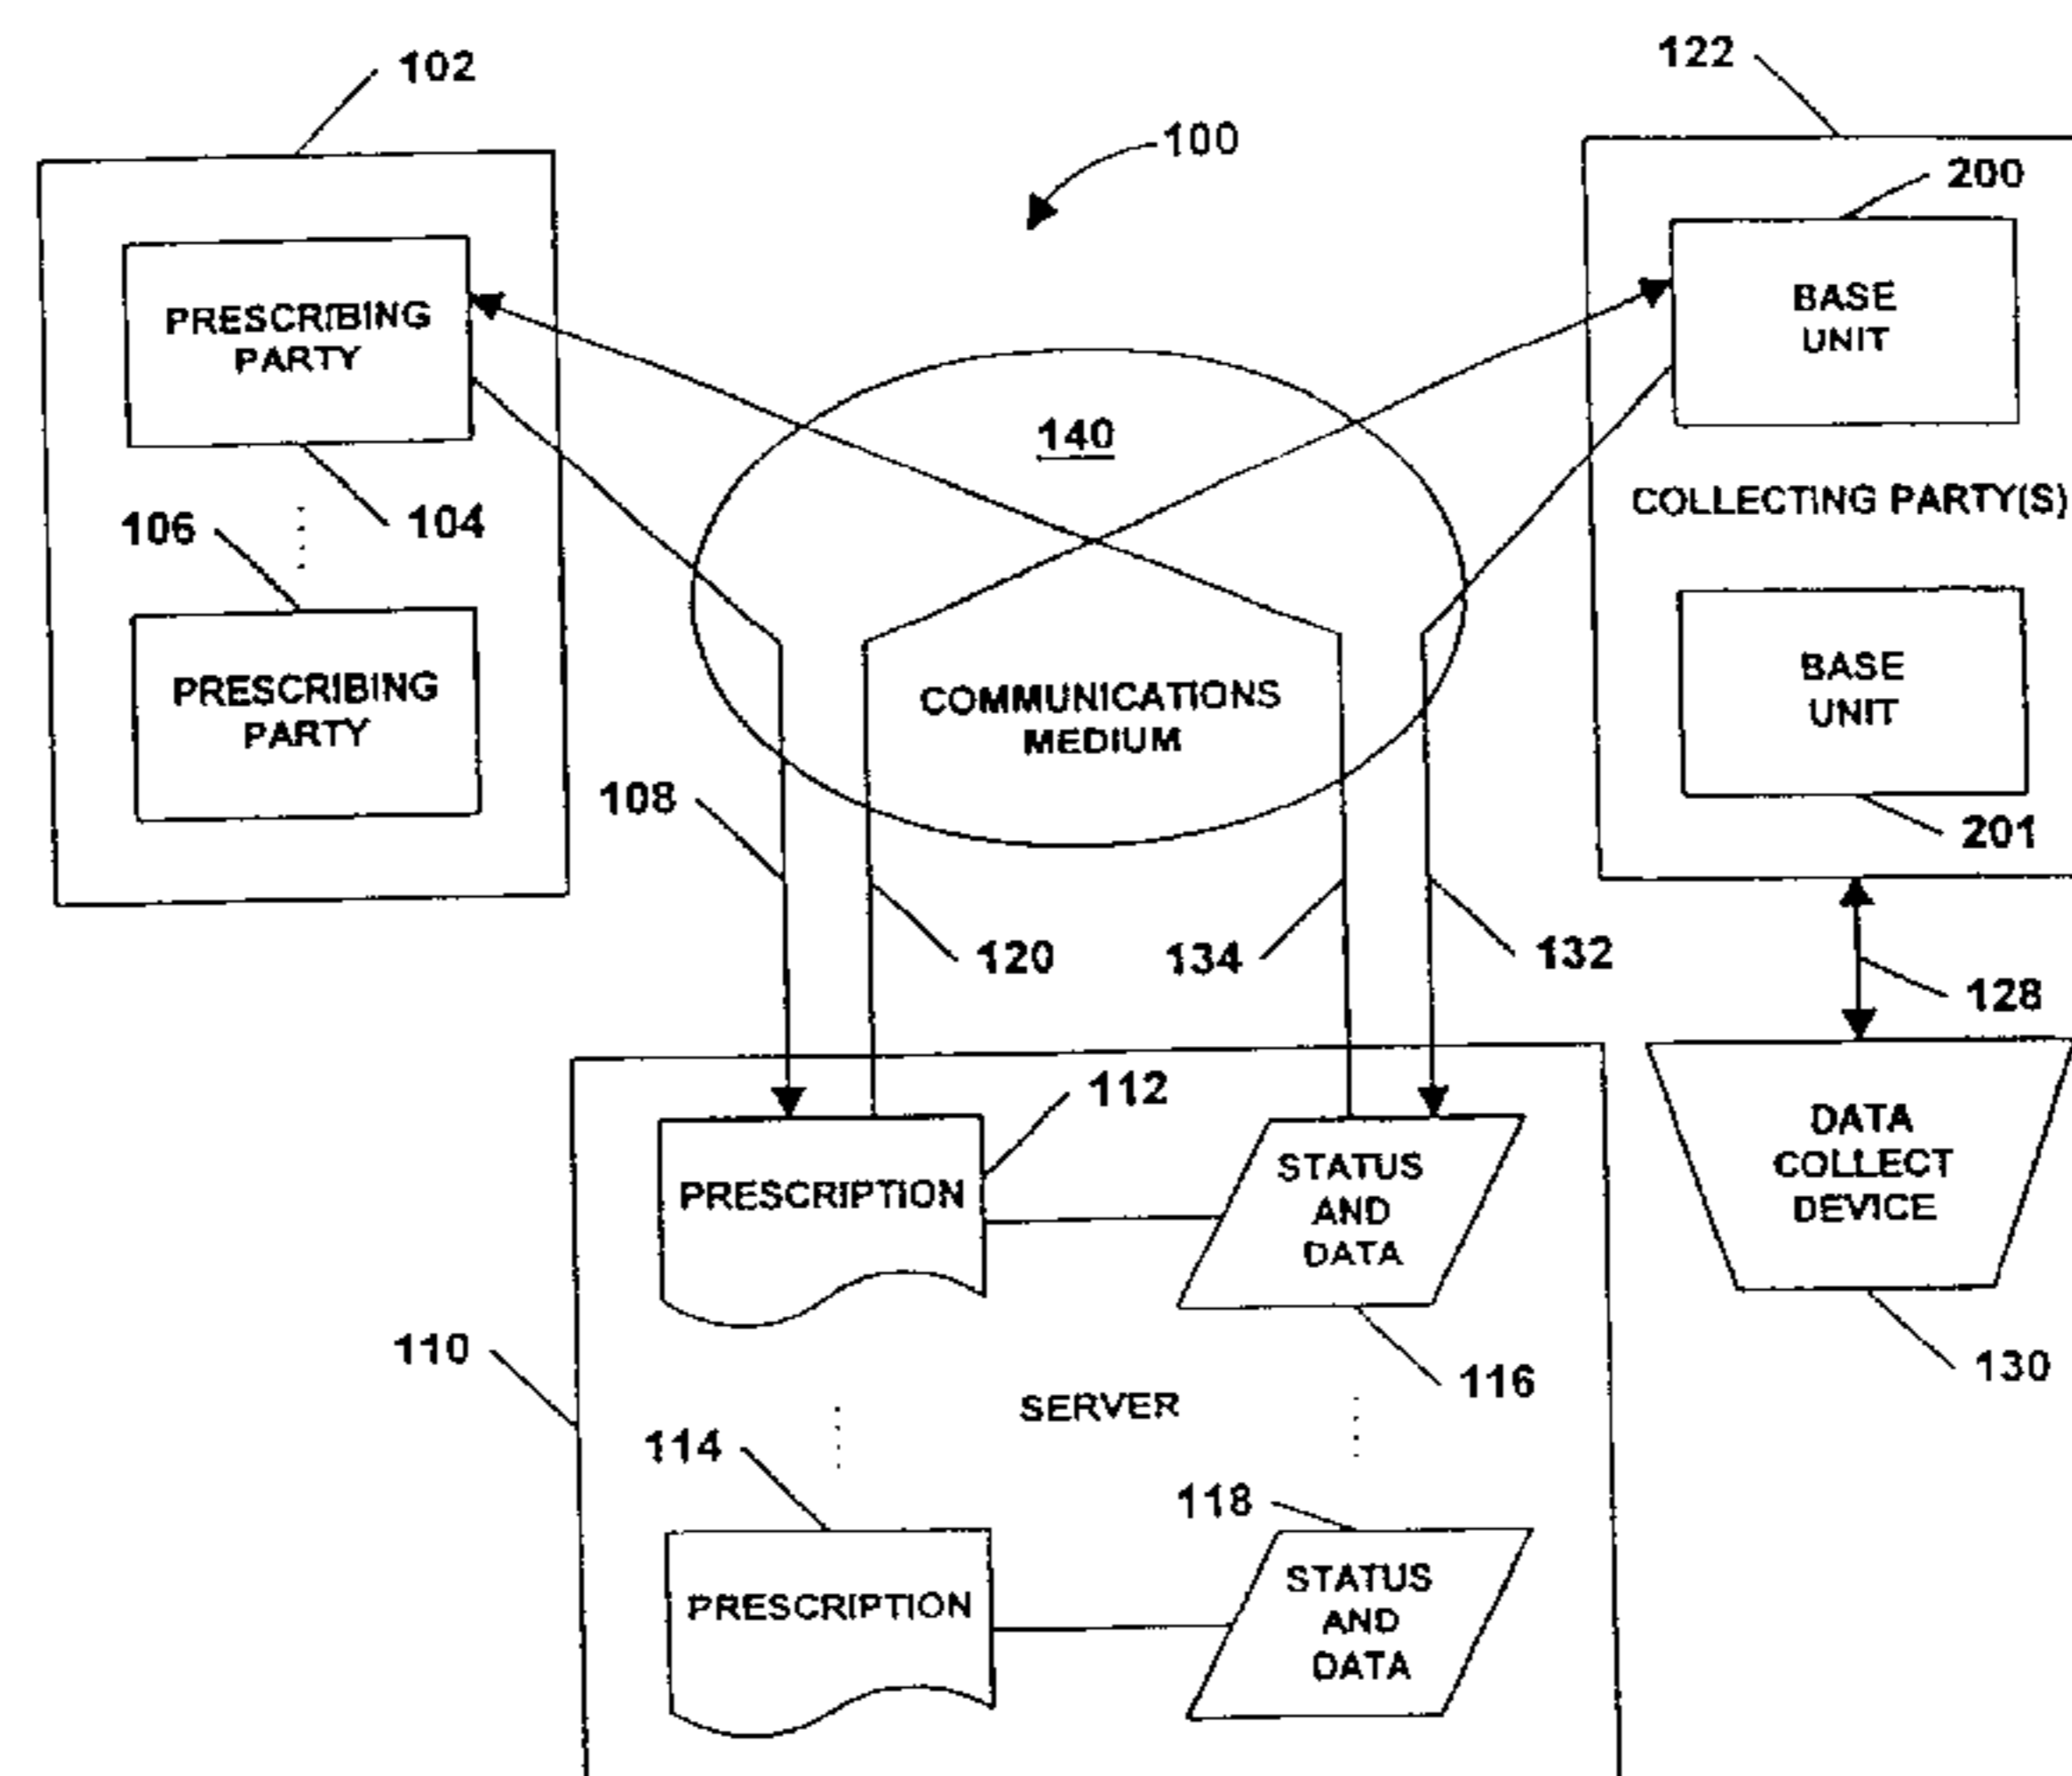 102
122
100
200
PRESCRIBING
PARTY
BASE
UNIT
140
104
COLLECTING PARTY(S)
106
PRESCRIBING
PARTY
COMMUNICATIONS
MEDIUM
BASE
UNIT
108
201
120
134
132
128
112
PRESCRIPTION
STATUS
AND
DATA
DATA
COLLECT
DEVICE
110
116
130
SERVER
114
118
PRESCRIPTION
STATUS
AND
DATA